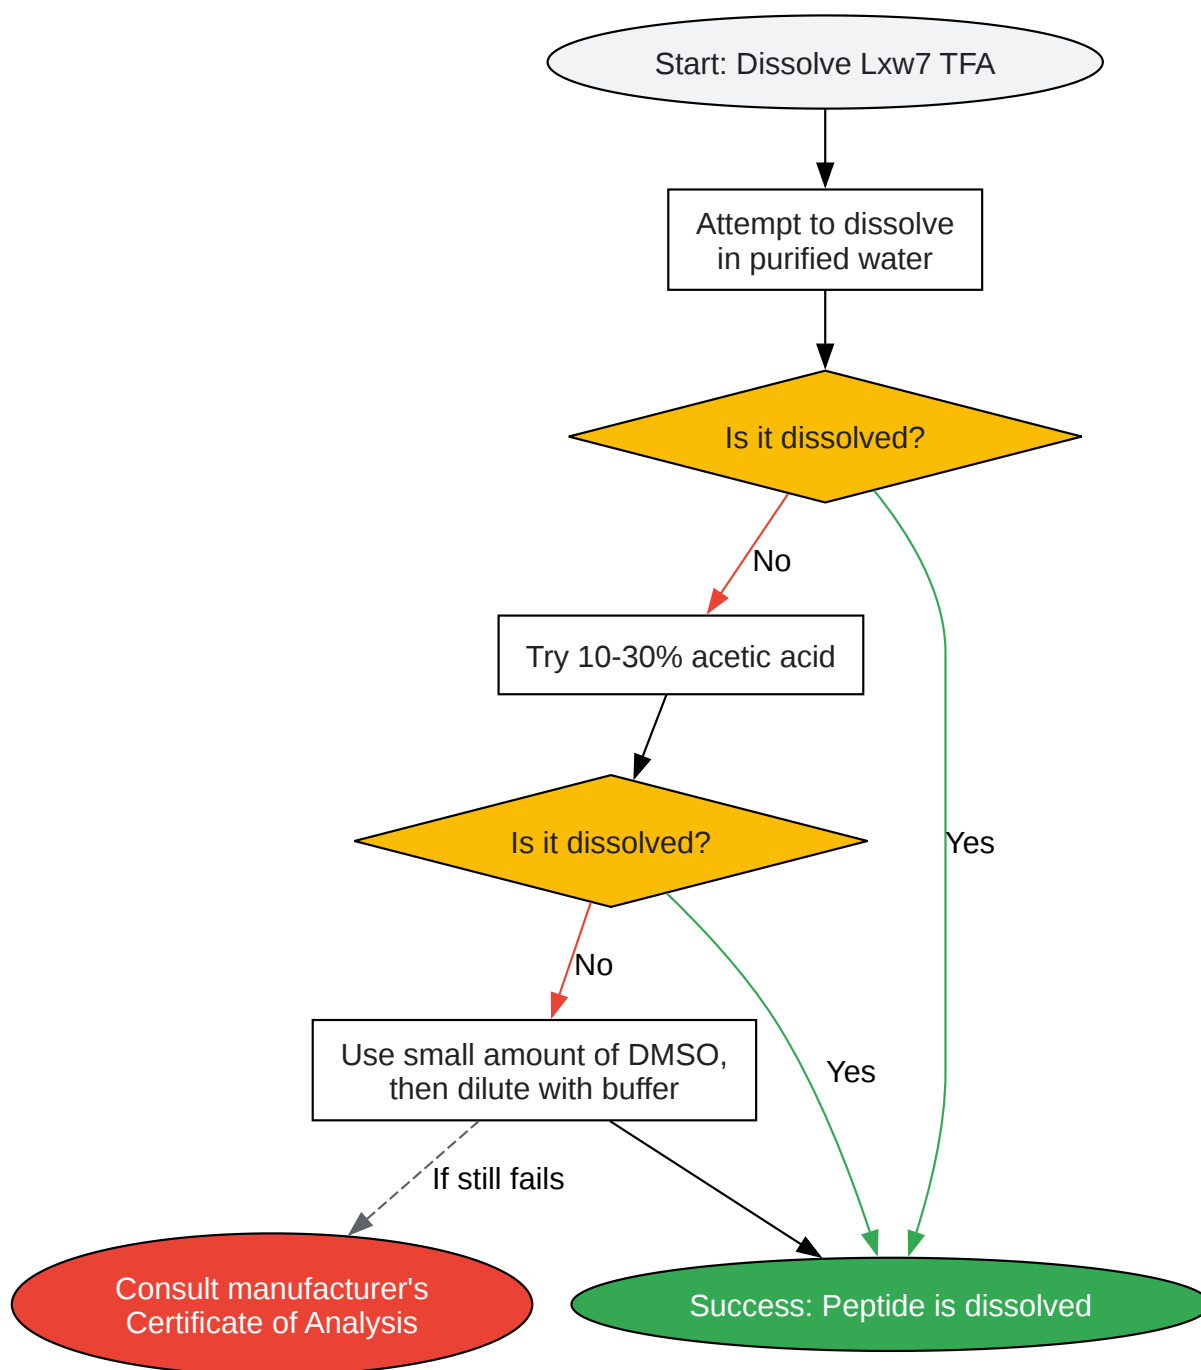 Start: Dissolve Lxw7 TFA
Attempt to dissolve
in purified water
Is it dissolved?
No
Try 10-30% acetic acid
Is it dissolved?
Yes
No
Use small amount of DMSO,
then dilute with buffer
Yes
If still fails
Consult manufacturer's
Certificate of Analysis
Success: Peptide is dissolved